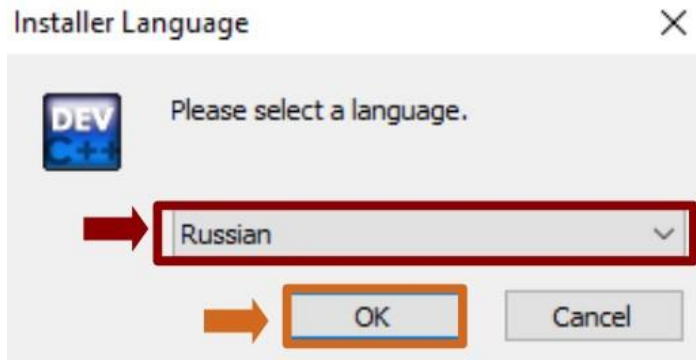 Installer Language
DEV
C++
Please select a language.
Russian
OK
Cancel